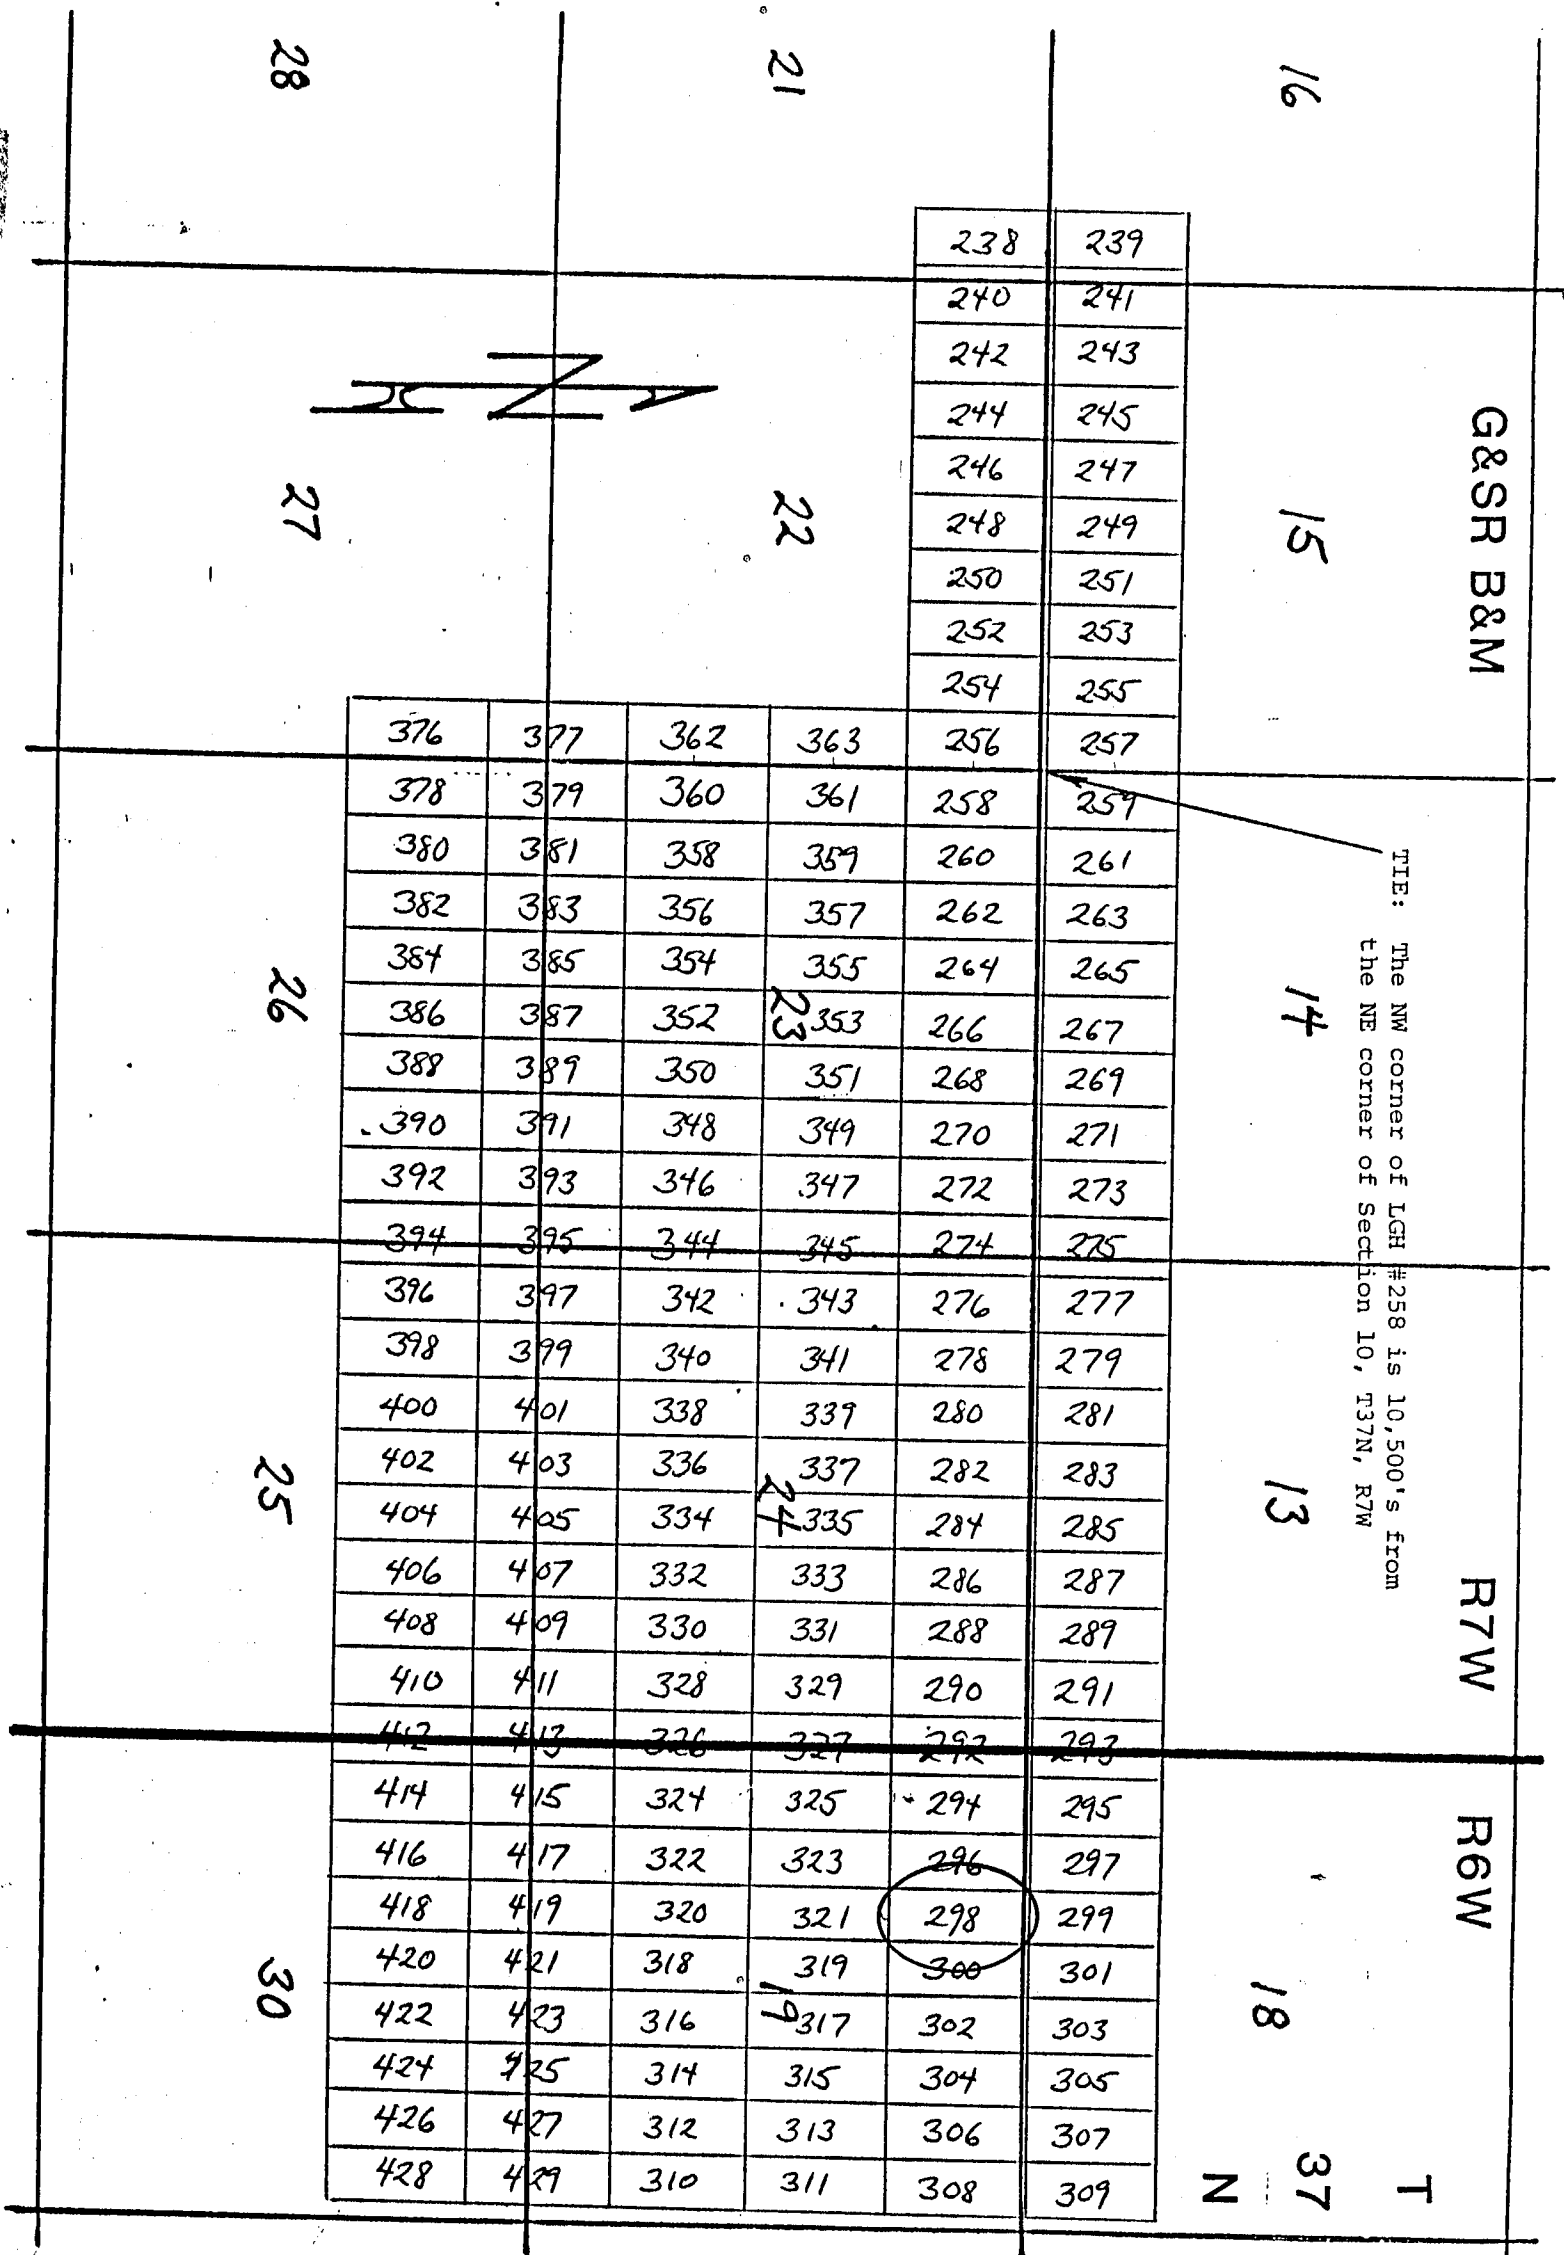 G&SR B&M
R7W
R6W
T
37
N
TIE: The NW corner of LGH #258 is 10,500's from
the NE corner of Section 10, T37N, R7W
16
15
14
13
18
21
22
23
24
19
28
27
26
25
30
N
238 239
240 241
242 243
244 245
246 247
248 249
250 251
252 253
254 255
376 377 362 363 256 257
378 379 360 361 258 259
380 381 358 359 260 261
382 383 356 357 262 263
384 385 354 355 264 265
386 387 352 353 266 267
388 389 350 351 268 269
390 391 348 349 270 271
392 393 346 347 272 273
394 395 344 345 274 275
396 397 342 343 276 277
398 399 340 341 278 279
400 401 338 339 280 281
402 403 336 337 282 283
404 405 334 335 284 285
406 407 332 333 286 287
408 409 330 331 288 289
410 411 328 329 290 291
412 413 326 327 292 293
414 415 324 325 294 295
416 417 322 323 296 297
418 419 320 321 298 299
420 421 318 319 300 301
422 423 316 317 302 303
424 425 314 315 304 305
426 427 312 313 306 307
428 429 310 311 308 309